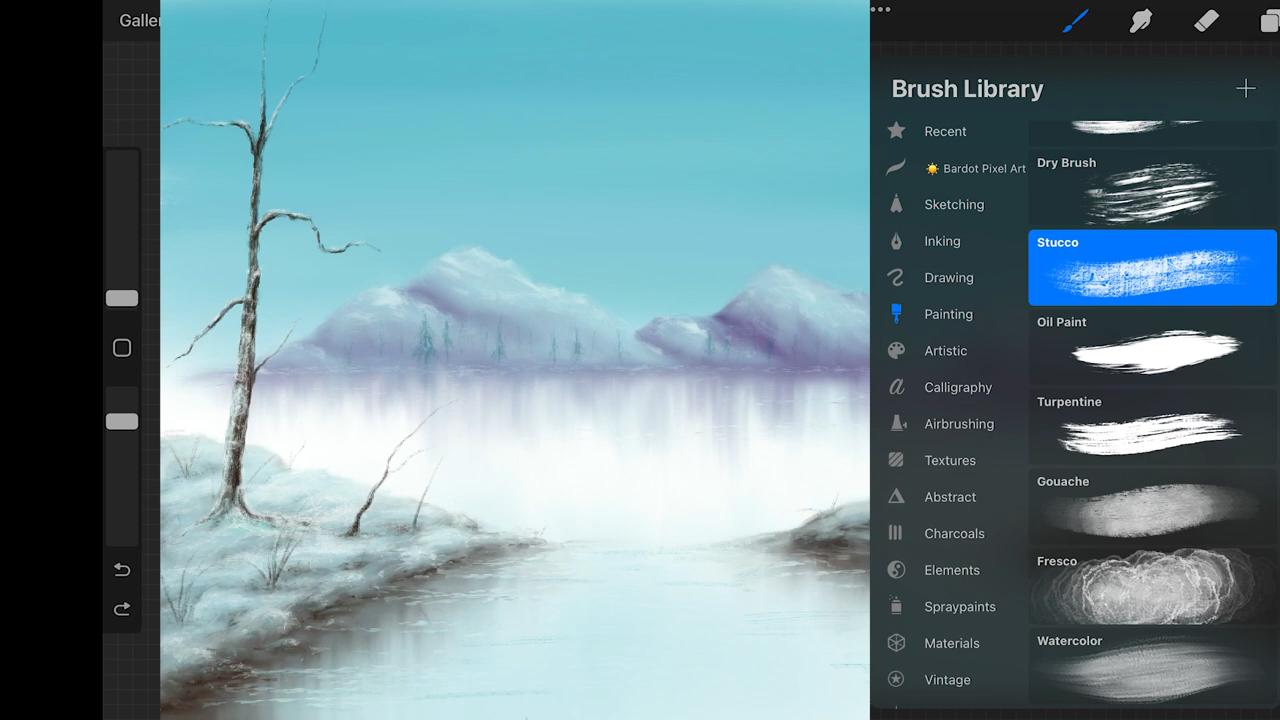 Galler
Brush Library
Recent
☀️ Bardot Pixel Art
Sketching
Inking
Drawing
Painting
Artistic
Calligraphy
Airbrushing
Textures
Abstract
Charcoals
Elements
Spraypaints
Materials
Vintage
Dry Brush
Stucco
Oil Paint
Turpentine
Gouache
Fresco
Watercolor